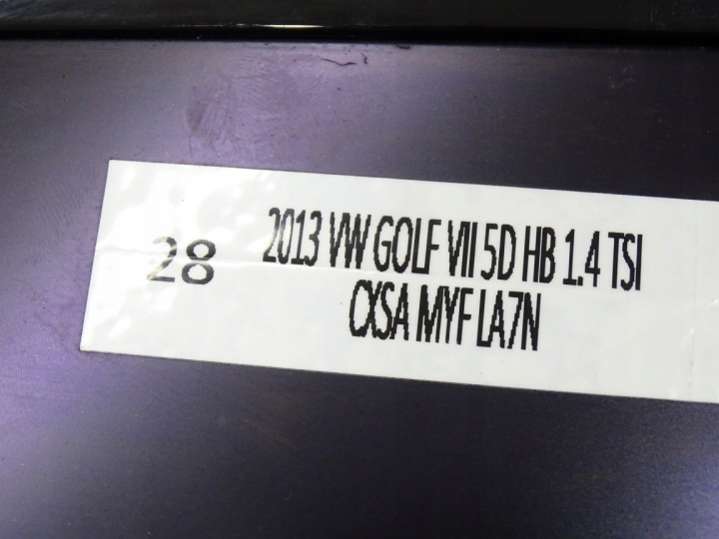 28
2013 VW GOLF VII 5D HB 1.4 TSI
CXSA MYF LA7N